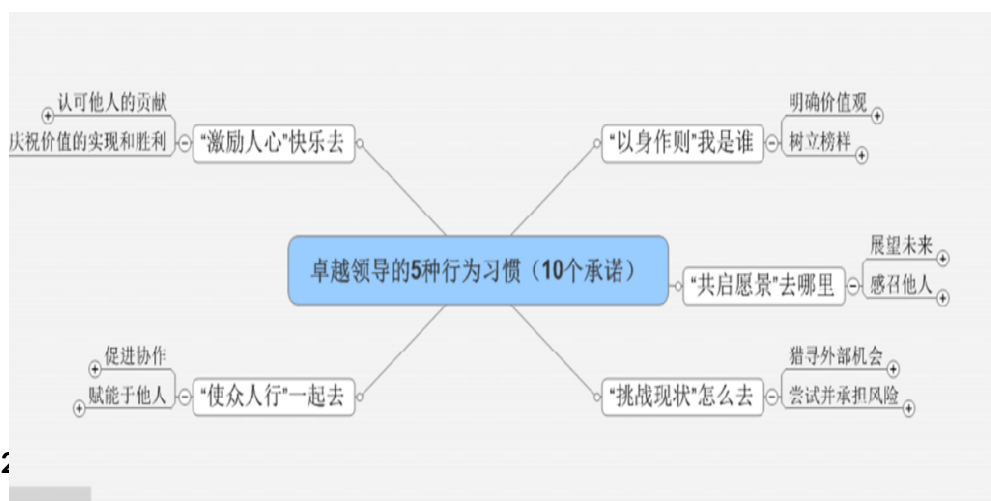 卓越领导的5种行为习惯（10个承诺）
“以身作则”我是谁
明确价值观
树立榜样
“共启愿景”去哪里
展望未来
感召他人
“挑战现状”怎么去
猎寻外部机会
尝试并承担风险
“使众人行”一起去
促进协作
赋能于他人
“激励人心”快乐去
认可他人的贡献
庆祝价值的实现和胜利
2